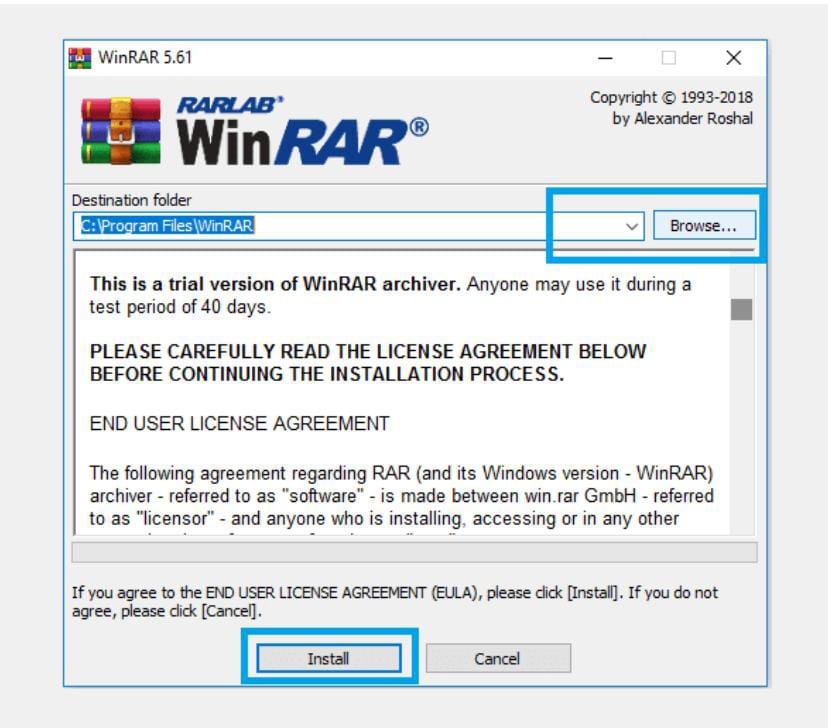 WinRAR 5.61
RARLAB®
WinRAR®
Copyright © 1993-2018
by Alexander Roshal
Destination folder
C:\Program Files\WinRAR
Browse...
This is a trial version of WinRAR archiver. Anyone may use it during a
test period of 40 days.
PLEASE CAREFULLY READ THE LICENSE AGREEMENT BELOW
BEFORE CONTINUING THE INSTALLATION PROCESS.
END USER LICENSE AGREEMENT
The following agreement regarding RAR (and its Windows version - WinRAR)
archiver - referred to as "software" - is made between win.rar GmbH - referred
to as "licensor" - and anyone who is installing, accessing or in any other
If you agree to the END USER LICENSE AGREEMENT (EULA), please click [Install]. If you do not
agree, please click [Cancel].
Install
Cancel